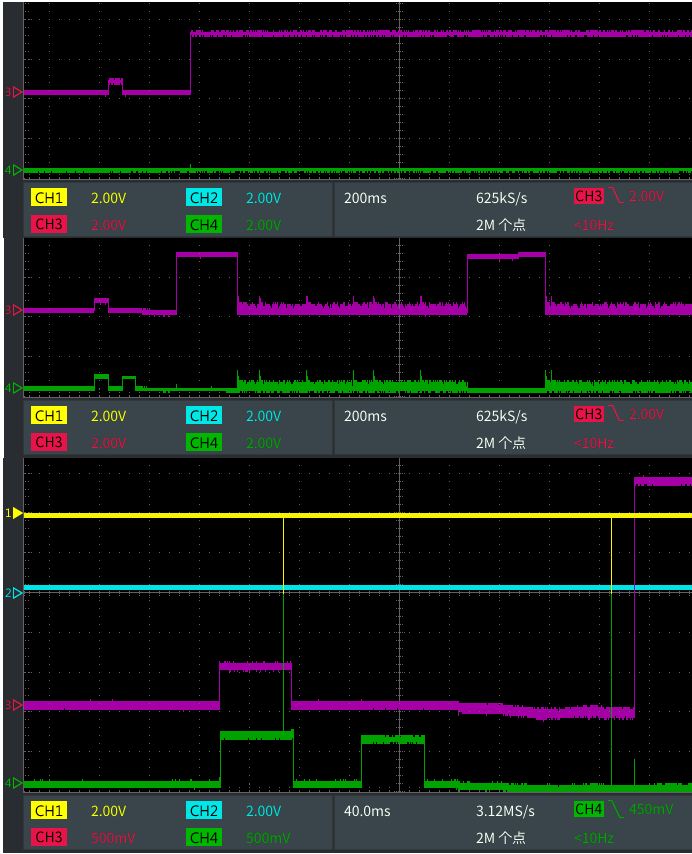 3
4
CH1 2.00V CH2 2.00V 200ms 625kS/s CH3 2.00V
CH3 2.00V CH4 2.00V 2M 个点 <10Hz
3
4
CH1 2.00V CH2 2.00V 200ms 625kS/s CH3 2.00V
CH3 2.00V CH4 2.00V 2M 个点 <10Hz
1
2
3
4
CH1 2.00V CH2 2.00V 40.0ms 3.12MS/s CH4 450mV
CH3 500mV CH4 500mV 2M 个点 <10Hz